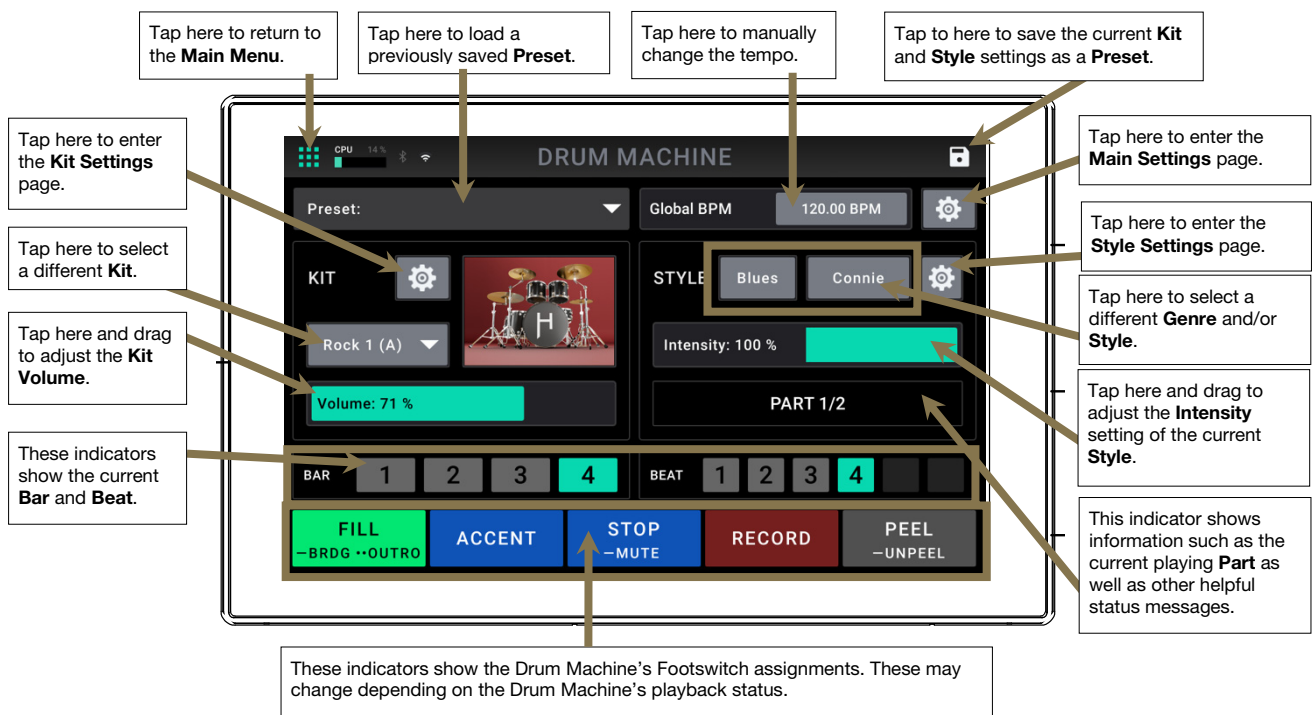 Tap here to return to
the Main Menu.
Tap here to load a
previously saved Preset.
Tap here to manually
change the tempo.
Tap to here to save the current Kit
and Style settings as a Preset.
Tap here to enter
the Kit Settings
page.
Tap here to select
a different Kit.
Tap here and drag
to adjust the Kit
Volume.
These indicators
show the current
Bar and Beat.
CPU 14%
DRUM MACHINE
Preset:
Global BPM 120.00 BPM
KIT
H
Rock 1 (A)
Volume: 71 %
STYLE Blues Connie
Intensity: 100 %
PART 1/2
BAR 1 2 3 4
BEAT 1 2 3 4
FILL
—BRDG ••OUTRO
ACCENT
STOP
—MUTE
RECORD
PEEL
—UNPEEL
Tap here to enter the
Main Settings page.
Tap here to enter the
Style Settings page.
Tap here to select a
different Genre and/or
Style.
Tap here and drag to
adjust the Intensity
setting of the current
Style.
This indicator shows
information such as the
current playing Part as
well as other helpful
status messages.
These indicators show the Drum Machine's Footswitch assignments. These may
change depending on the Drum Machine's playback status.